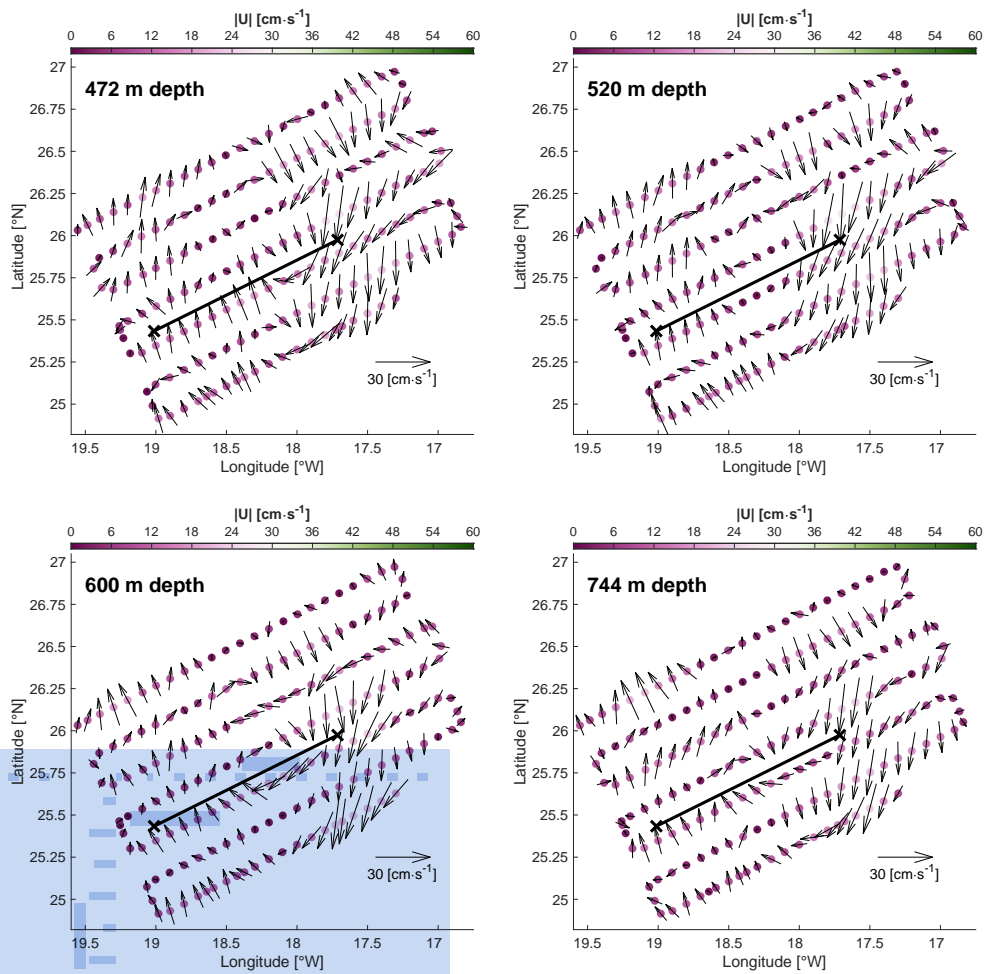 |U| [cm·s⁻¹]
0 6 12 18 24 30 36 42 48 54 60
472 m depth
27
26.75
26.5
26.25
26
25.75
25.5
25.25
25
Latitude [°N]
30 [cm·s⁻¹]
19.5 19 18.5 18 17.5 17
Longitude [°W]
|U| [cm·s⁻¹]
0 6 12 18 24 30 36 42 48 54 60
520 m depth
27
26.75
26.5
26.25
26
25.75
25.5
25.25
25
Latitude [°N]
30 [cm·s⁻¹]
19.5 19 18.5 18 17.5 17
Longitude [°W]
|U| [cm·s⁻¹]
0 6 12 18 24 30 36 42 48 54 60
600 m depth
27
26.75
26.5
26.25
26
25.75
25.5
25.25
25
Latitude [°N]
30 [cm·s⁻¹]
19.5 19 18.5 18 17.5 17
Longitude [°W]
|U| [cm·s⁻¹]
0 6 12 18 24 30 36 42 48 54 60
744 m depth
27
26.75
26.5
26.25
26
25.75
25.5
25.25
25
Latitude [°N]
30 [cm·s⁻¹]
19.5 19 18.5 18 17.5 17
Longitude [°W]